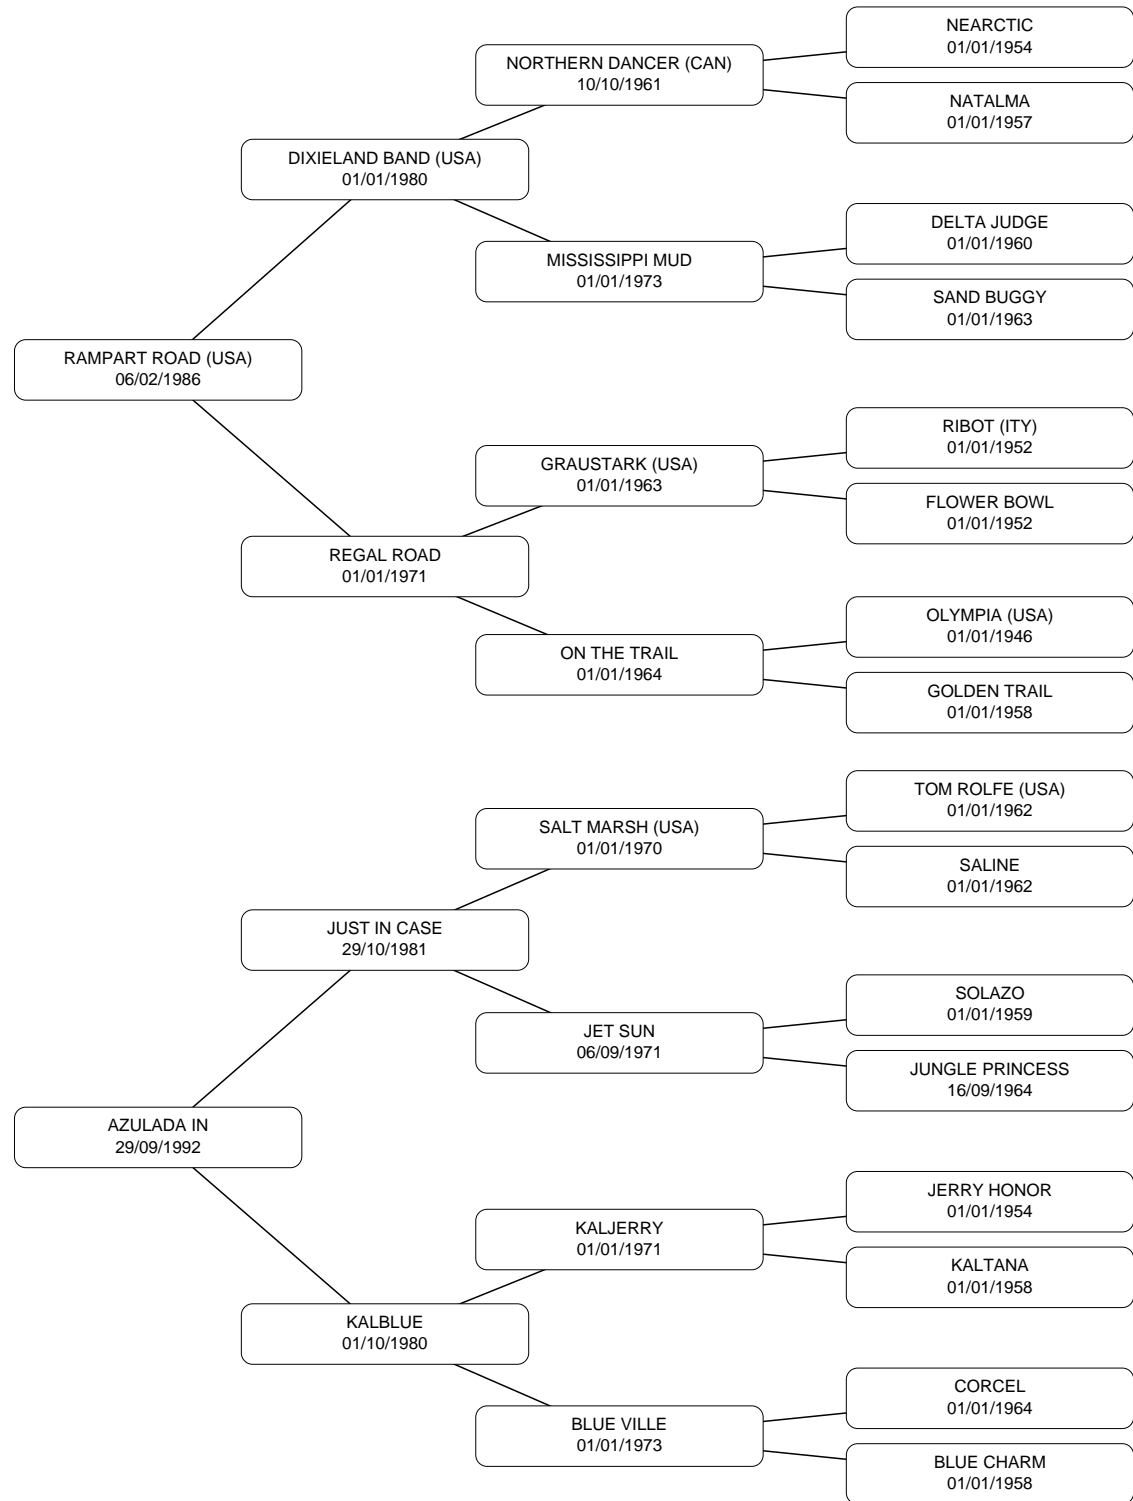 NEARCTIC
01/01/1954
NORTHERN DANCER (CAN)
10/10/1961
NATALMA
01/01/1957
DIXIELAND BAND (USA)
01/01/1980
DELTA JUDGE
01/01/1960
MISSISSIPPI MUD
01/01/1973
SAND BUGGY
01/01/1963
RAMPART ROAD (USA)
06/02/1986
RIBOT (ITY)
01/01/1952
GRAUSTARK (USA)
01/01/1963
FLOWER BOWL
01/01/1952
REGAL ROAD
01/01/1971
OLYMPIA (USA)
01/01/1946
ON THE TRAIL
01/01/1964
GOLDEN TRAIL
01/01/1958
TOM ROLFE (USA)
01/01/1962
SALT MARSH (USA)
01/01/1970
SALINE
01/01/1962
JUST IN CASE
29/10/1981
SOLAZO
01/01/1959
JET SUN
06/09/1971
JUNGLE PRINCESS
16/09/1964
AZULADA IN
29/09/1992
JERRY HONOR
01/01/1954
KALJERRY
01/01/1971
KALTANA
01/01/1958
KALBLUE
01/10/1980
CORCEL
01/01/1964
BLUE VILLE
01/01/1973
BLUE CHARM
01/01/1958